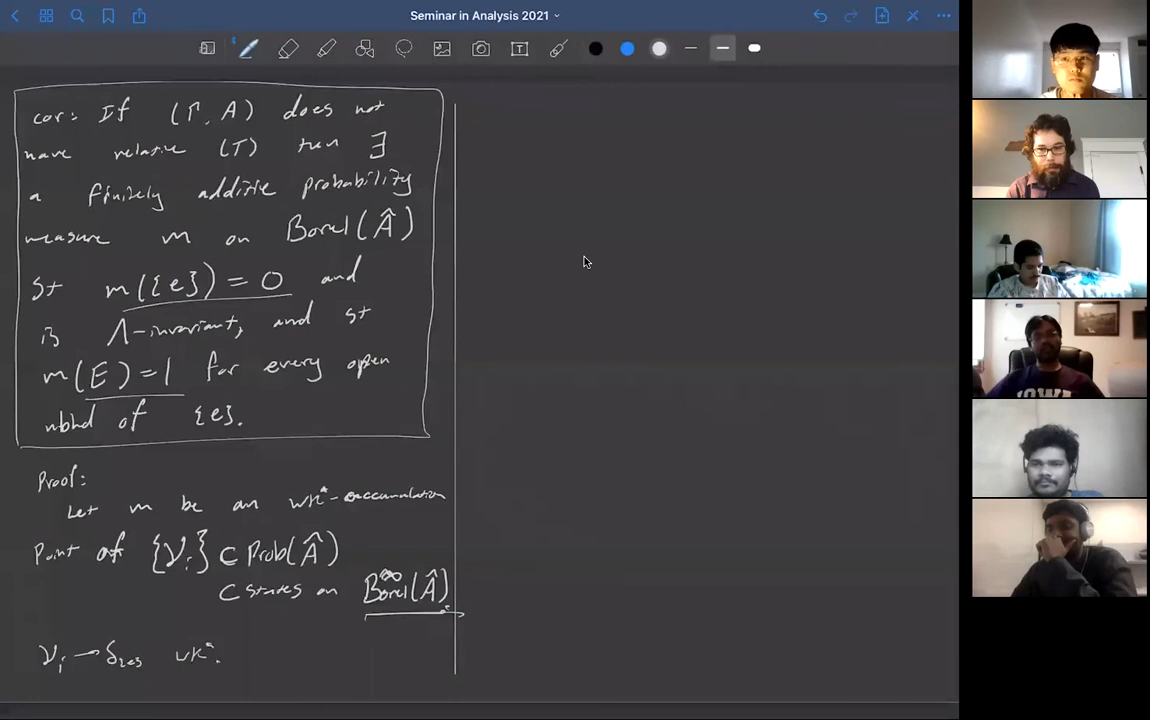 Seminar in Analysis 2021
cor: If (Γ, A) does not
have relative (T) then ∃
a finitely additive probability
measure m on Borel(Â)
st m({e}) = 0 and
is Λ-invariant, and st
m(E) = 1 for every open
nbhd of {e}.
Proof:
Let m be an wk*-accumulation
Point of {ν_i} ⊂ Prob(Â)
⊂ states on B^∞orel(Â)
ν_i → δ_{e} wk*.
IOWA